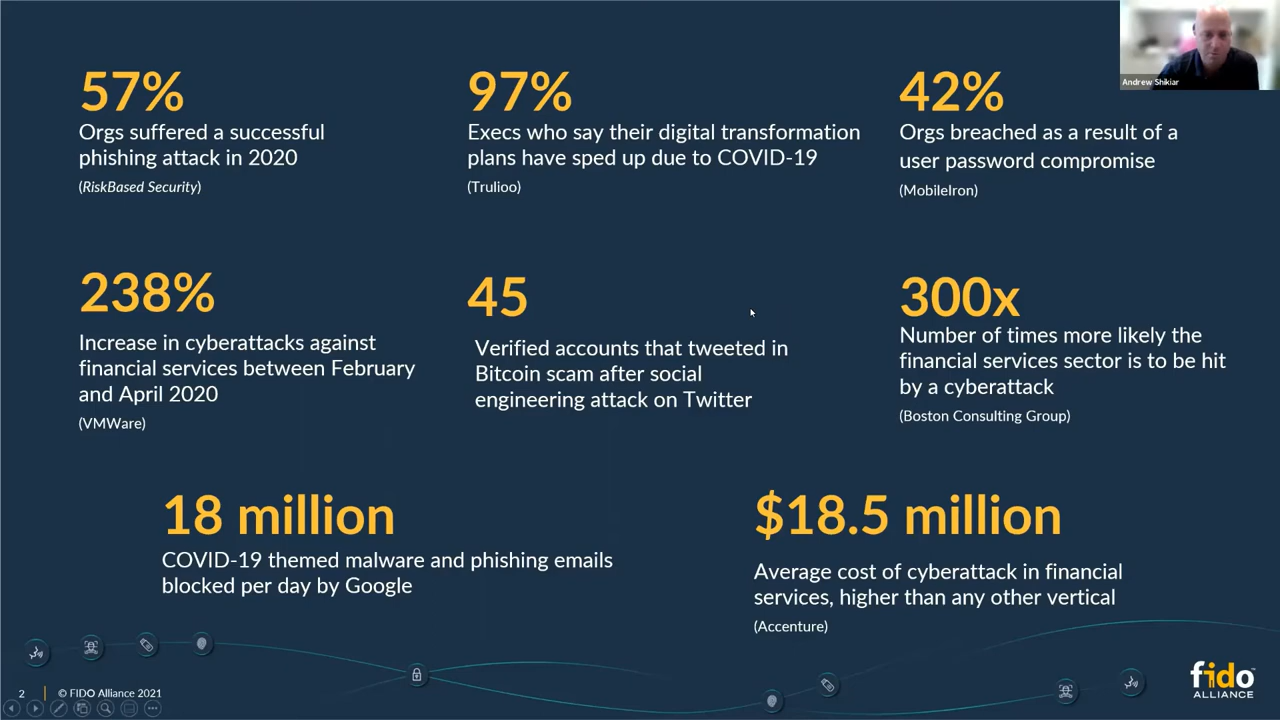 Andrew Shikiar
57%
Orgs suffered a successful
phishing attack in 2020
(RiskBased Security)
97%
Execs who say their digital transformation
plans have sped up due to COVID-19
(Trulioo)
42%
Orgs breached as a result of a
user password compromise
(MobileIron)
238%
Increase in cyberattacks against
financial services between February
and April 2020
(VMWare)
45
Verified accounts that tweeted in
Bitcoin scam after social
engineering attack on Twitter
300x
Number of times more likely the
financial services sector is to be hit
by a cyberattack
(Boston Consulting Group)
18 million
COVID-19 themed malware and phishing emails
blocked per day by Google
$18.5 million
Average cost of cyberattack in financial
services, higher than any other vertical
(Accenture)
2 | © FIDO Alliance 2021
fido
ALLIANCE